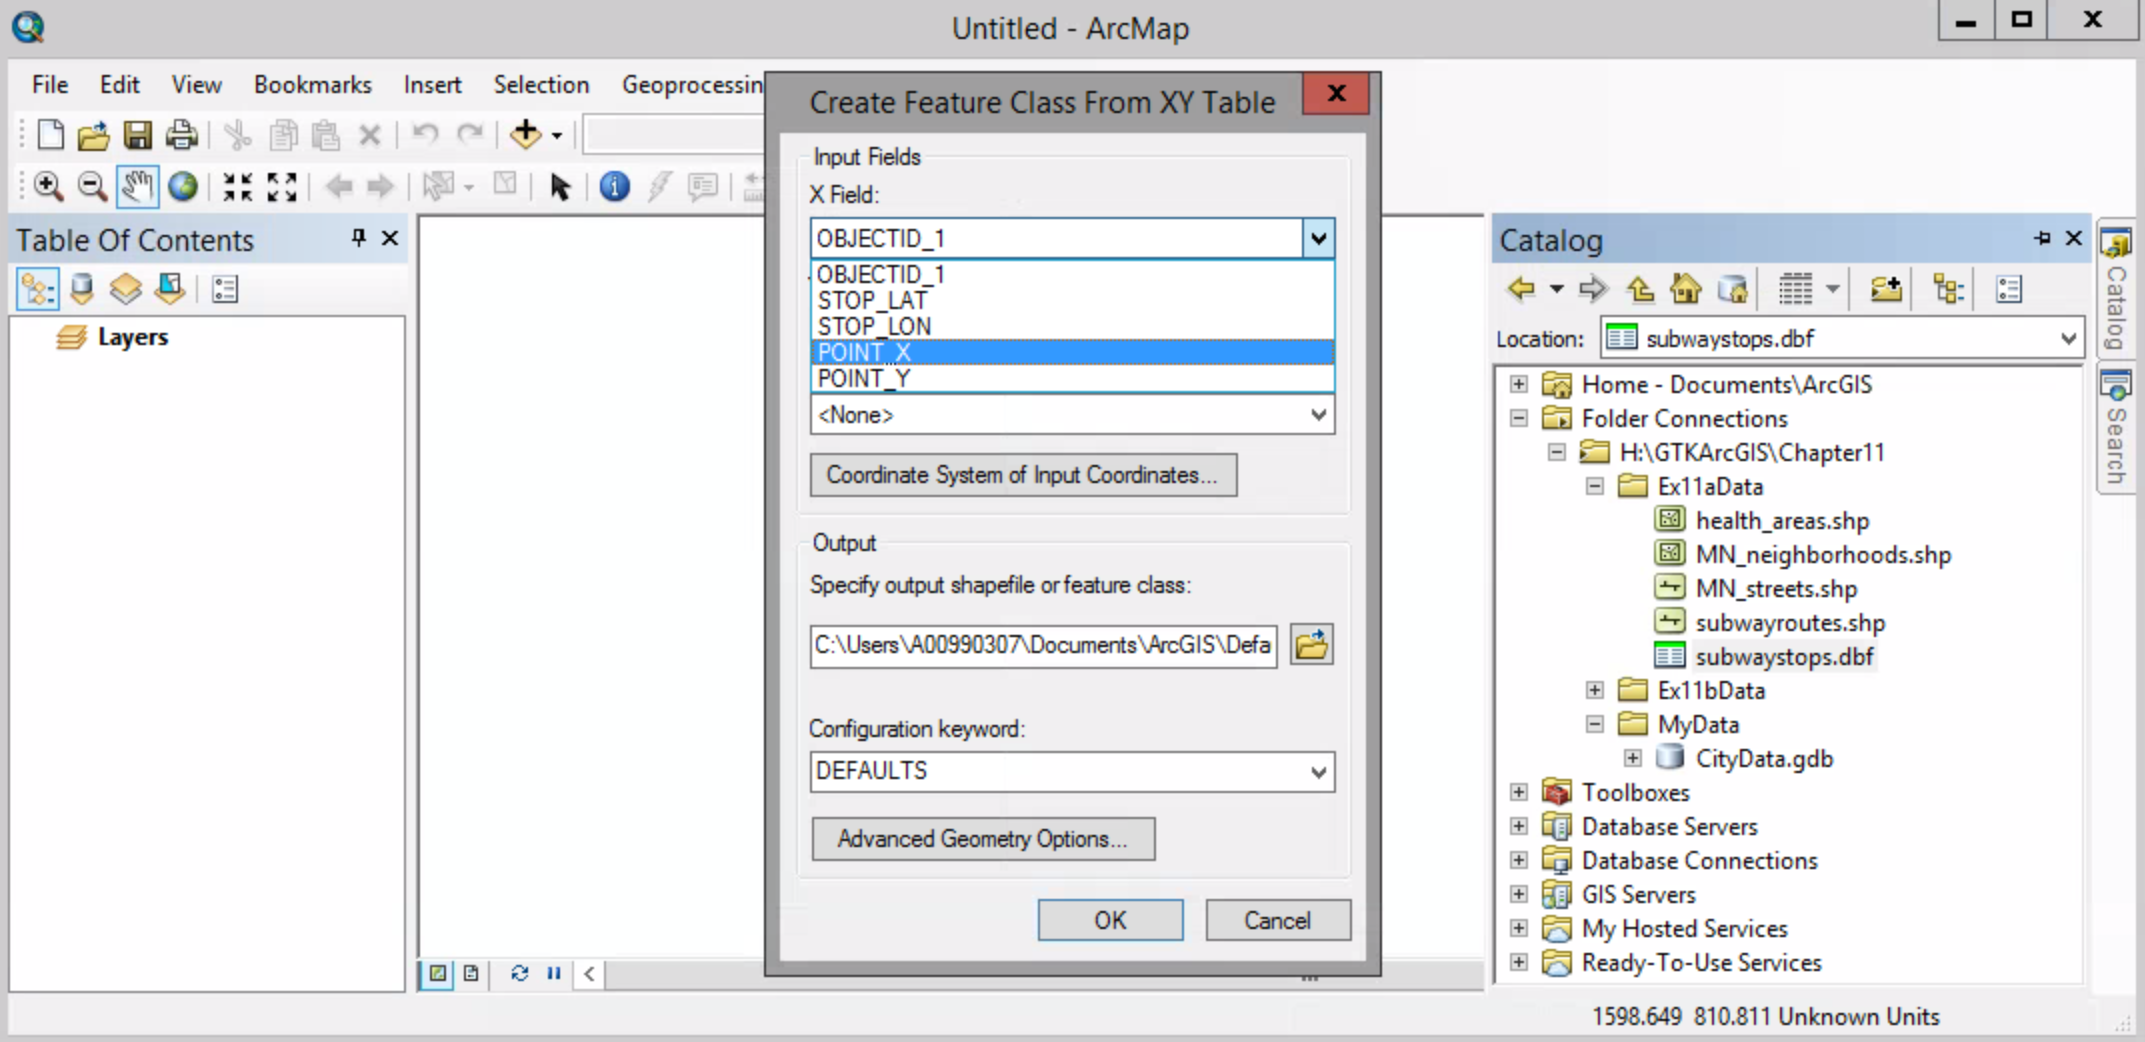 Untitled - ArcMap
File Edit View Bookmarks Insert Selection Geoprocessin
Create Feature Class From XY Table
Input Fields
X Field:
OBJECTID_1
OBJECTID_1
STOP_LAT
STOP_LON
POINT_X
POINT_Y
<None>
Coordinate System of Input Coordinates...
Output
Specify output shapefile or feature class:
C:\Users\A00990307\Documents\ArcGIS\Defa
Configuration keyword:
DEFAULTS
Advanced Geometry Options...
OK Cancel
Table Of Contents
Layers
Catalog
Location: subwaystops.dbf
Home - Documents\ArcGIS
Folder Connections
H:\GTKArcGIS\Chapter11
Ex11aData
health_areas.shp
MN_neighborhoods.shp
MN_streets.shp
subwayroutes.shp
subwaystops.dbf
Ex11bData
MyData
CityData.gdb
Toolboxes
Database Servers
Database Connections
GIS Servers
My Hosted Services
Ready-To-Use Services
Catalog
Search
1598.649 810.811 Unknown Units